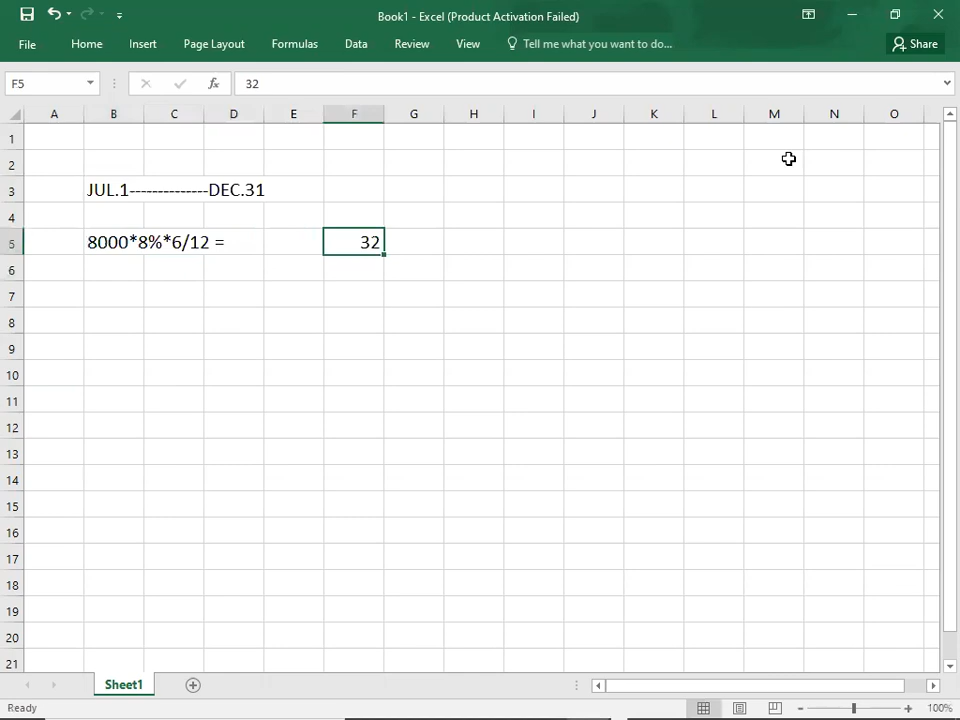 Book1 - Excel (Product Activation Failed)
File Home Insert Page Layout Formulas Data Review View Tell me what you want to do... Share
F5 fx 32
A B C D E F G H I J K L M N O
1
2
3 JUL.1--------------DEC.31
4
5 8000*8%*6/12 = 32
6
7
8
9
10
11
12
13
14
15
16
17
18
19
20
21
Sheet1
Ready 100%